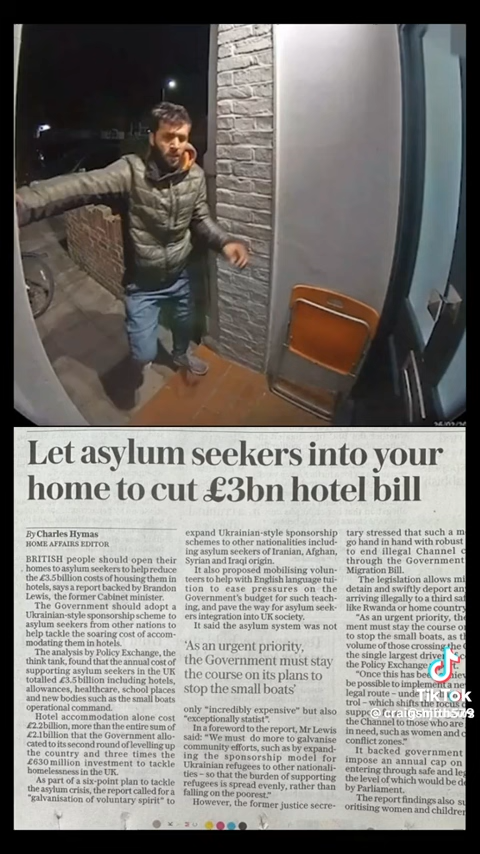 Let asylum seekers into your
home to cut £3bn hotel bill
By Charles Hymas
HOME AFFAIRS EDITOR
BRITISH people should open their
homes to asylum seekers to help reduce
the £3.5billion costs of housing them in
hotels, says a report backed by Brandon
Lewis, the former Cabinet minister.
The Government should adopt a
Ukrainian-style sponsorship scheme to
asylum seekers from other nations to
help tackle the soaring cost of accom-
modating them in hotels.
The analysis by Policy Exchange, the
think tank, found that the annual cost of
supporting asylum seekers in the UK
totalled £3.5billion including hotels,
allowances, healthcare, school places
and new bodies such as the small boats
operational command.
Hotel accommodation alone cost
£2.2billion, more than the entire sum of
£2.1billion that the Government allo-
cated to its second round of levelling up
the country and three times the
£630 million investment to tackle
homelessness in the UK.
As part of a six-point plan to tackle
the asylum crisis, the report called for a
"galvanisation of voluntary spirit" to
expand Ukrainian-style sponsorship
schemes to other nationalities includ-
ing asylum seekers of Iranian, Afghan,
Syrian and Iraqi origin.
It also proposed mobilising volun-
teers to help with English language tui-
tion to ease pressures on the
Government's budget for such teach-
ing, and pave the way for asylum seek-
ers integration into UK society.
It said the asylum system was not
'As an urgent priority,
the Government must stay
the course on its plans to
stop the small boats'
only "incredibly expensive" but also
"exceptionally statist".
In a foreword to the report, Mr Lewis
said: "We must do more to galvanise
community efforts, such as by expand-
ing the sponsorship model for
Ukrainian refugees to other nationali-
ties – so that the burden of supporting
refugees is spread evenly, rather than
falling on the poorest."
However, the former justice secre-
tary stressed that such a m
go hand in hand with robust
to end illegal Channel c
through the Government
Migration Bill.
The legislation allows mi
detain and swiftly deport an
arriving illegally to a third sa
like Rwanda or home country
"As an urgent priority, the
ment must stay the course o
to stop the small boats, as t
volume of those crossing the
the single largest driver
the Policy Exchange
"Once this has
be possible to implement a ne
legal route – unde
trol – which shifts the focus
suppo to those who are
the Channel to those
in need, such as women and c
conflict zones."
It backed government
impose an annual cap on
entering through safe and leg
the level of which would be de
by Parliament.
The report findings also su
oritising women and children
TikTok